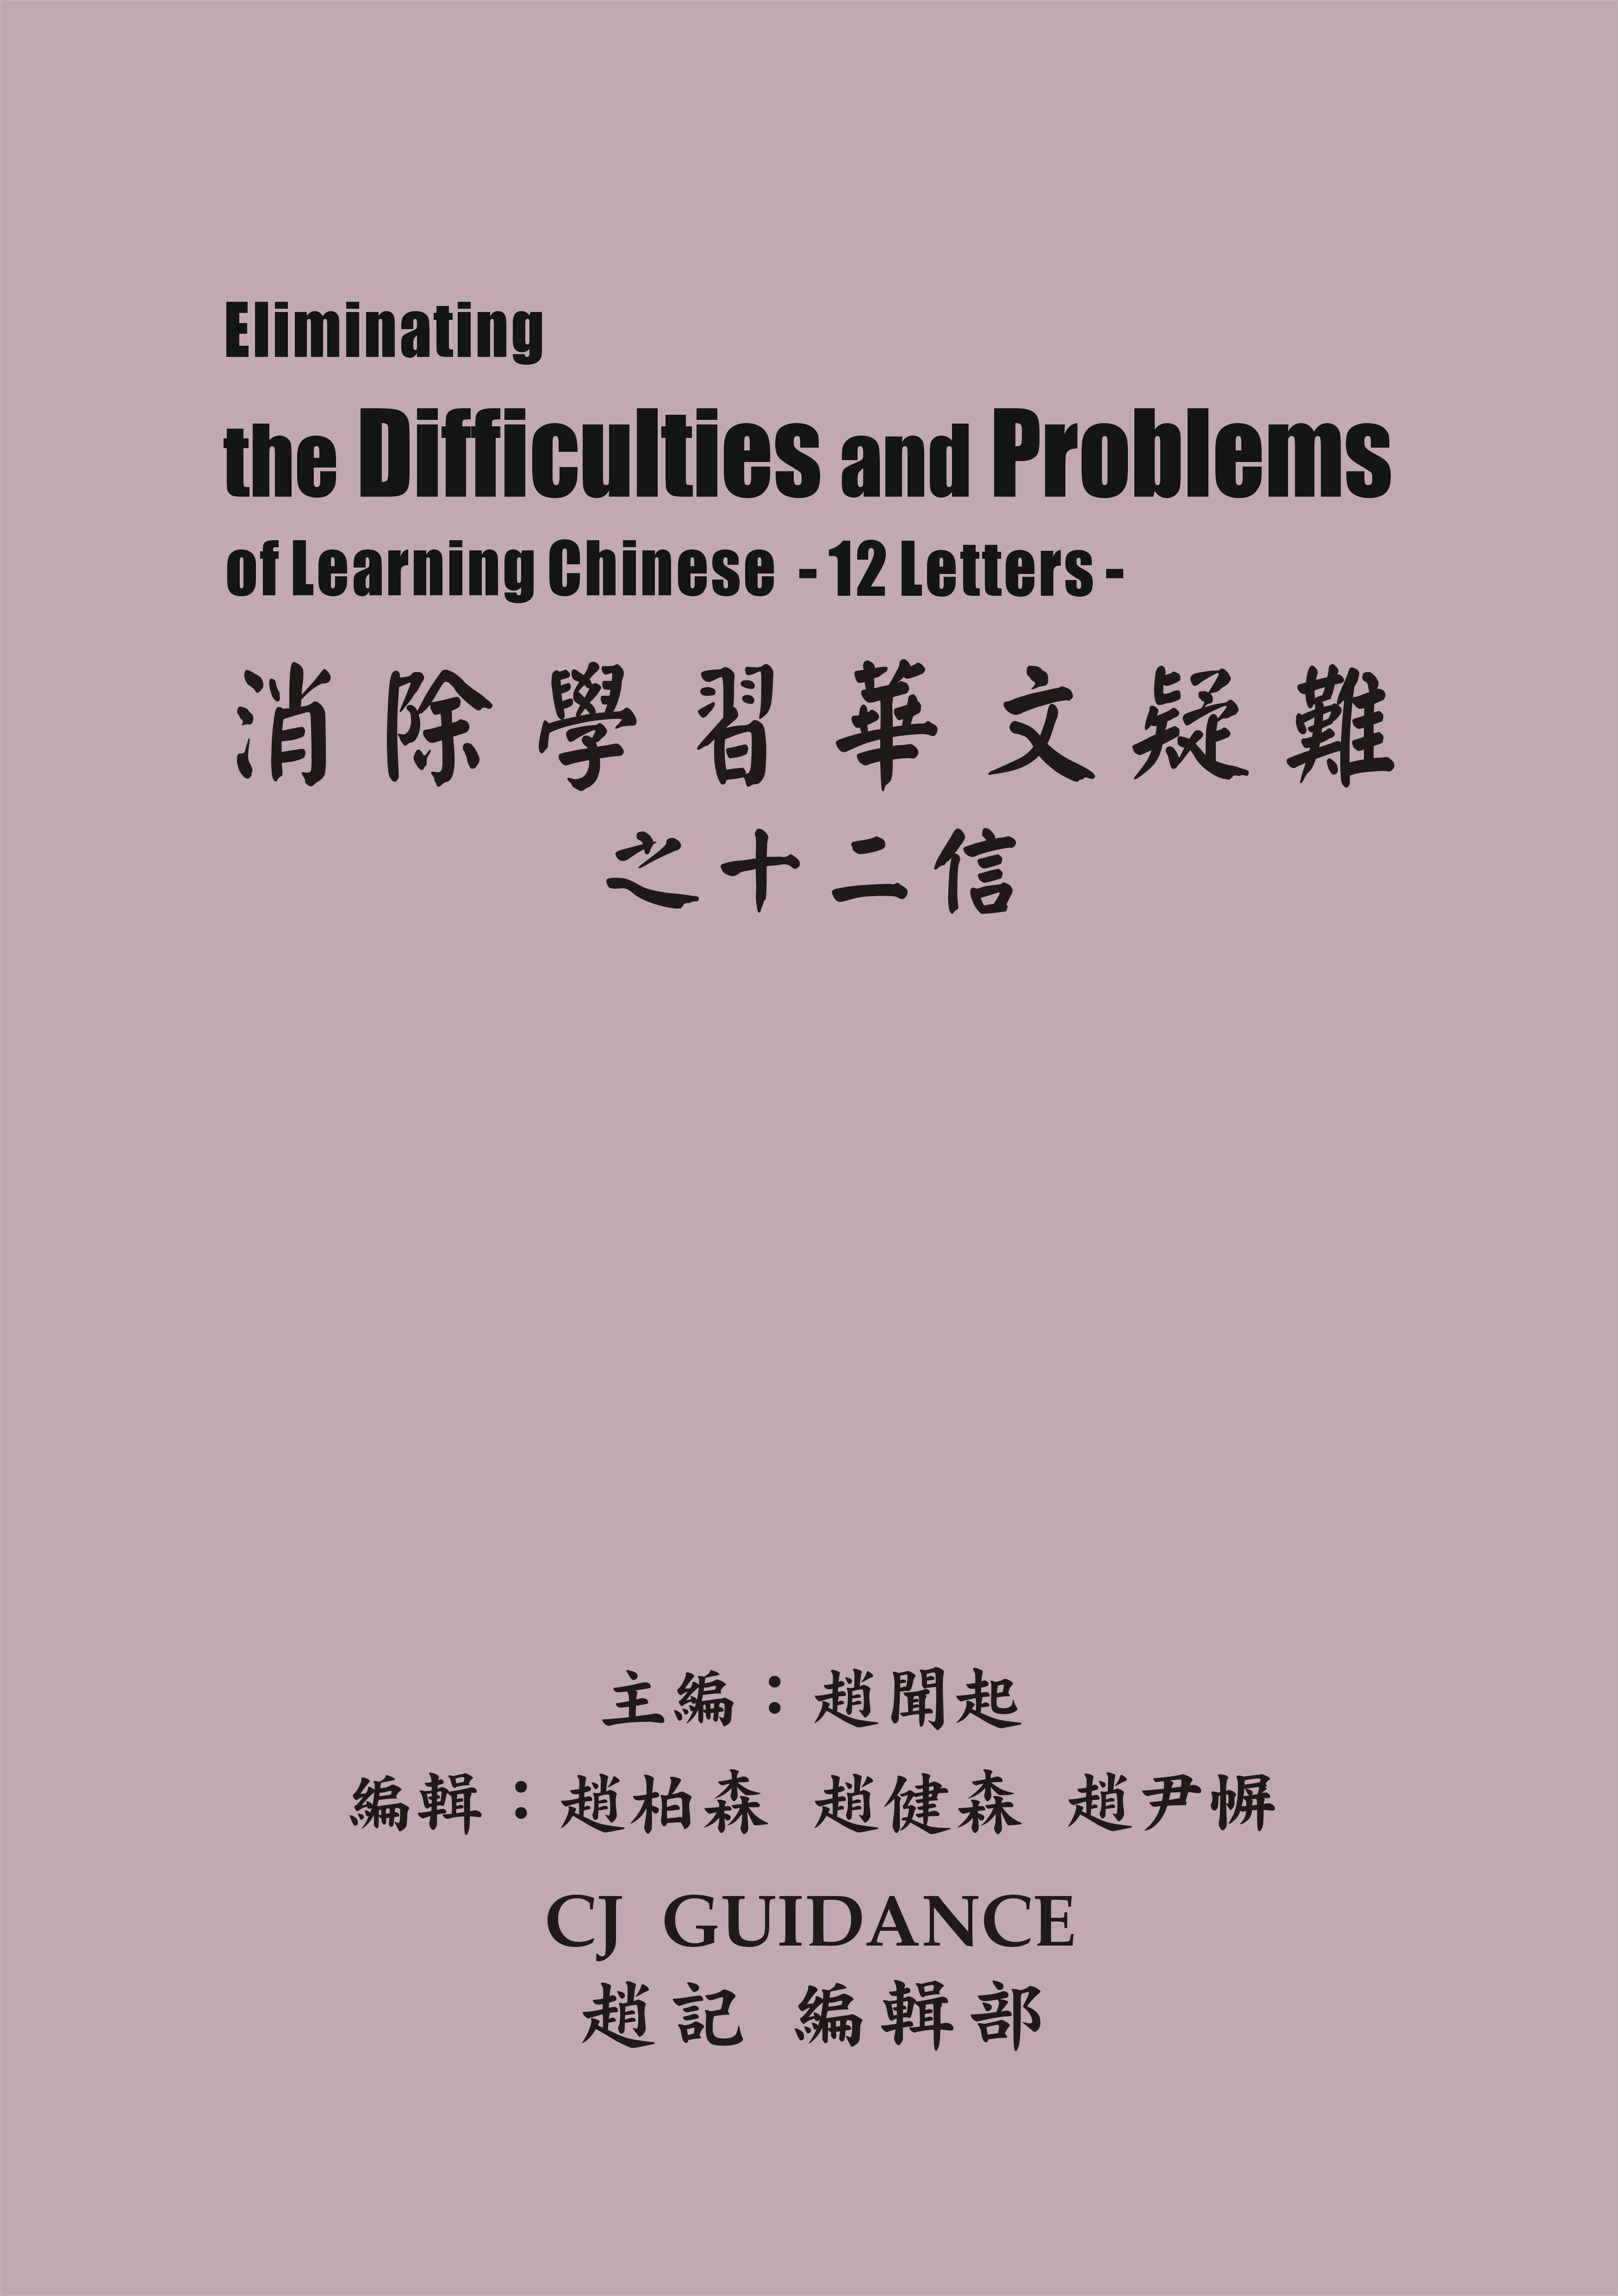 Eliminating
the Difficulties and Problems
of Learning Chinese - 12 Letters -
消除學習華文疑難
之十二信
主編：趙聞起
編輯：趙柏森 趙健森 趙尹幈
CJ GUIDANCE
趙記 編輯部